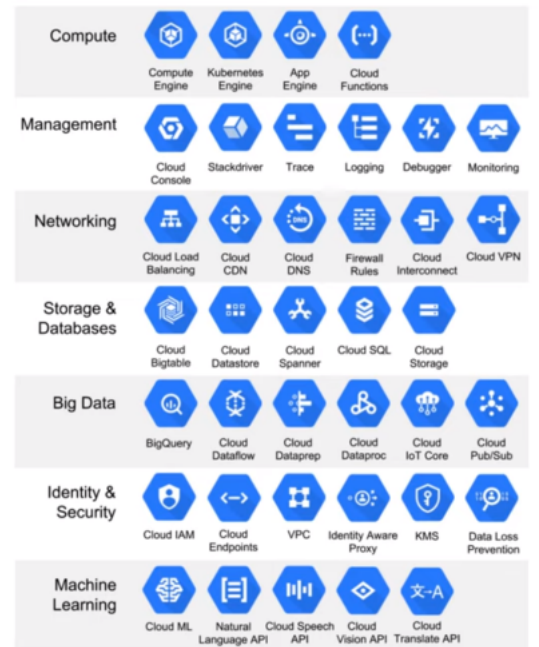 Compute
Compute Engine
Kubernetes Engine
App Engine
Cloud Functions
Management
Cloud Console
Stackdriver
Trace
Logging
Debugger
Monitoring
Networking
Cloud Load Balancing
Cloud CDN
DNS
Cloud DNS
Firewall Rules
Cloud Interconnect
Cloud VPN
Storage & Databases
Cloud Bigtable
Cloud Datastore
Cloud Spanner
Cloud SQL
Cloud Storage
Big Data
BigQuery
Cloud Dataflow
Cloud Dataprep
Cloud Dataproc
Cloud IoT Core
Cloud Pub/Sub
Identity & Security
Cloud IAM
Cloud Endpoints
VPC
Identity Aware Proxy
KMS
Data Loss Prevention
Machine Learning
Cloud ML
Natural Language API
Cloud Speech API
Cloud Vision API
文→A
Cloud Translate API